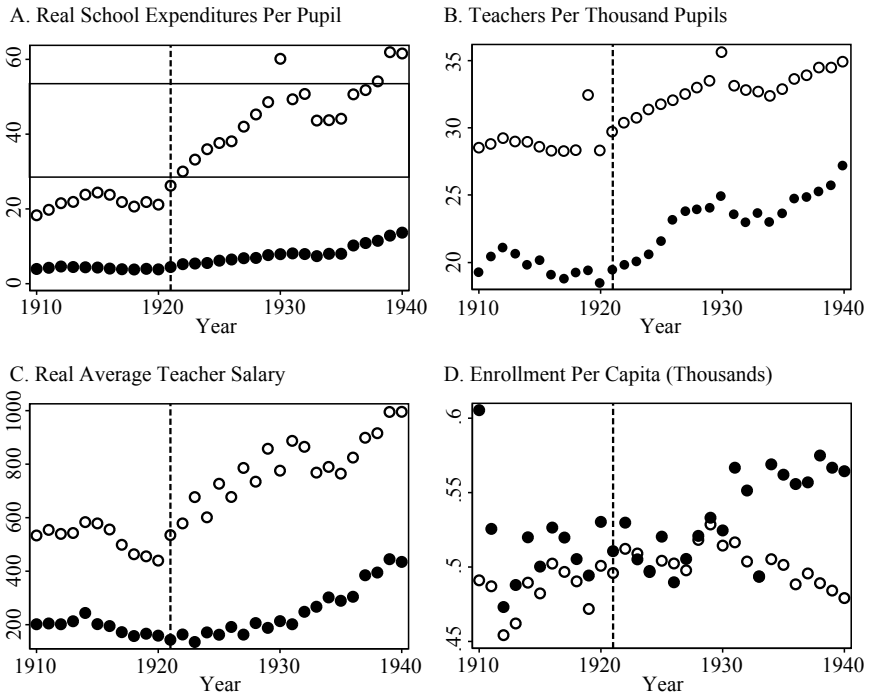 A. Real School Expenditures Per Pupil
60
40
20
0
1910 1920 1930 1940
Year
B. Teachers Per Thousand Pupils
35
30
25
20
1910 1920 1930 1940
Year
C. Real Average Teacher Salary
1000
800
600
400
200
1910 1920 1930 1940
Year
D. Enrollment Per Capita (Thousands)
.6
.55
.5
.45
1910 1920 1930 1940
Year